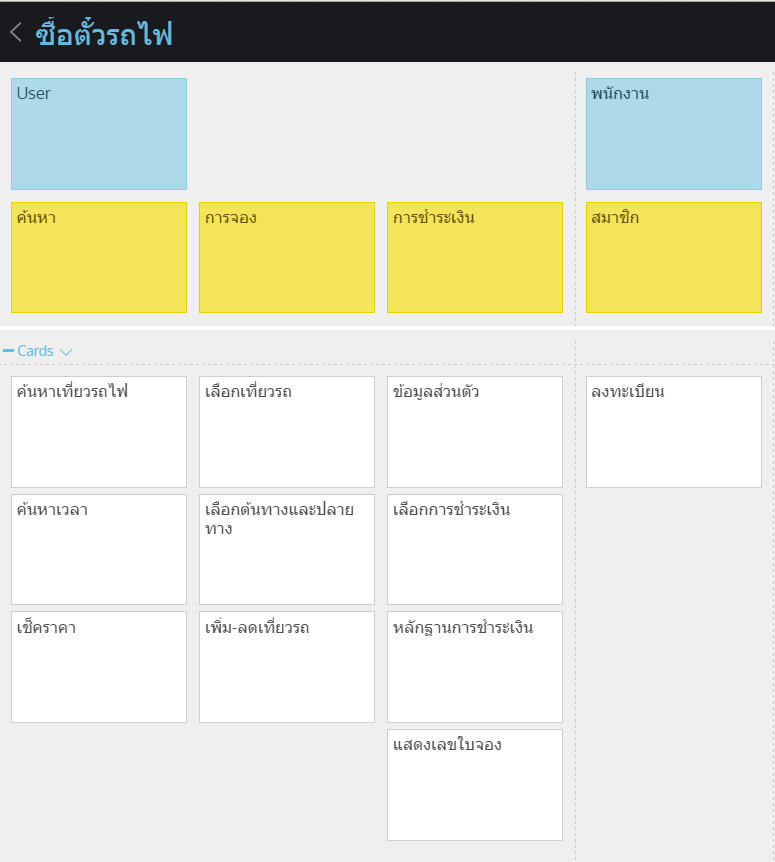 ซื้อตั๋วรถไฟ
User
พนักงาน
ค้นหา
การจอง
การชำระเงิน
สมาชิก
Cards
ค้นหาเที่ยวรถไฟ
เลือกเที่ยวรถ
ข้อมูลส่วนตัว
ลงทะเบียน
ค้นหาเวลา
เลือกต้นทางและปลาย
ทาง
เลือกการชำระเงิน
เช็คราคา
เพิ่ม-ลดเที่ยวรถ
หลักฐานการชำระเงิน
แสดงเลขใบจอง